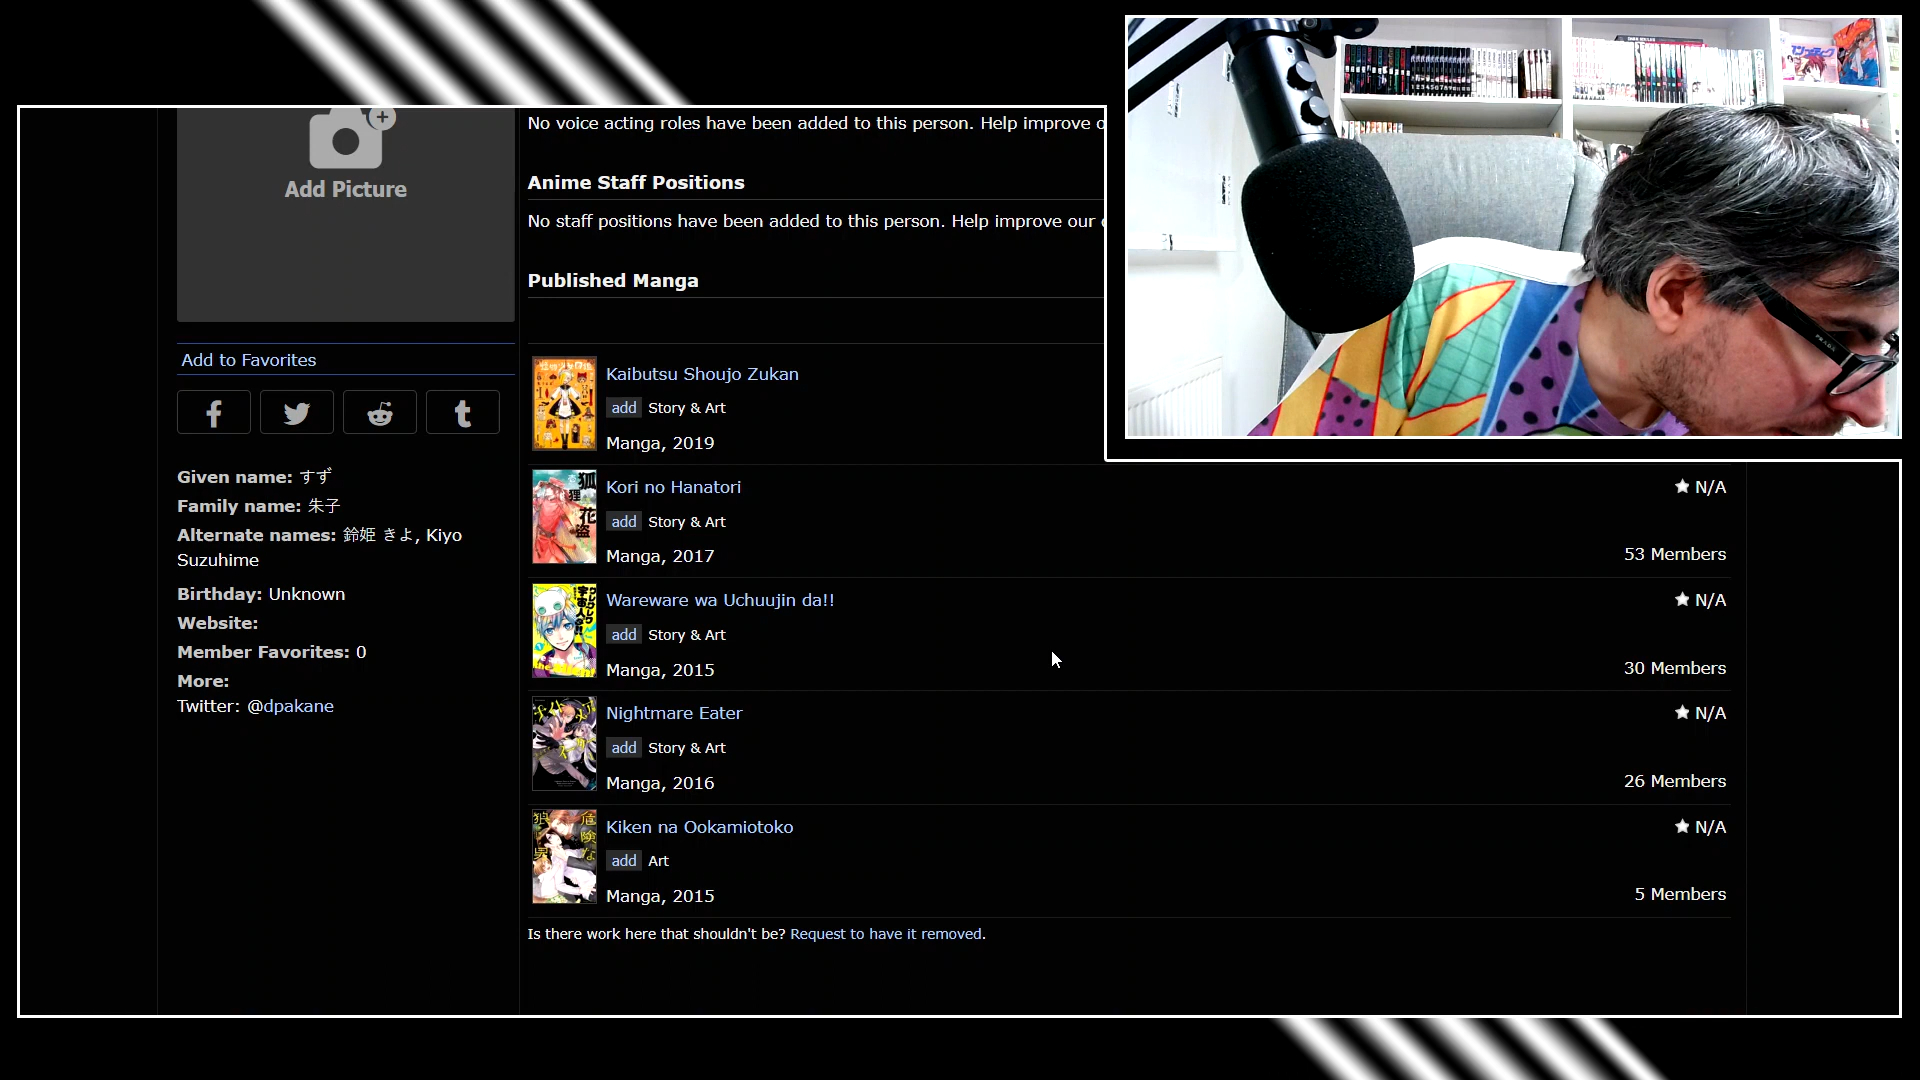 Add Picture
Add to Favorites
Given name: すず
Family name: 朱子
Alternate names: 鈴姫 きよ, Kiyo
Suzuhime
Birthday: Unknown
Website:
Member Favorites: 0
More:
Twitter: @dpakane
No voice acting roles have been added to this person. Help improve o
Anime Staff Positions
No staff positions have been added to this person. Help improve our
Published Manga
Kaibutsu Shoujo Zukan
add Story & Art
Manga, 2019
Kori no Hanatori
N/A
add Story & Art
Manga, 2017
53 Members
Wareware wa Uchuujin da!!
N/A
add Story & Art
Manga, 2015
30 Members
Nightmare Eater
N/A
add Story & Art
Manga, 2016
26 Members
Kiken na Ookamiotoko
N/A
add Art
Manga, 2015
5 Members
Is there work here that shouldn't be? Request to have it removed.
PRADA